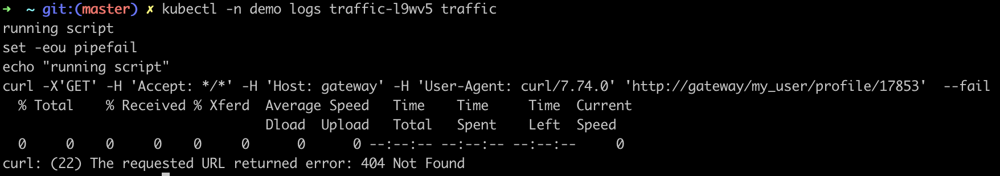 ➜  ~ git:(master) ✗ kubectl -n demo logs traffic-l9wv5 traffic
running script
set -eou pipefail
echo "running script"
curl -X'GET' -H 'Accept: */*' -H 'Host: gateway' -H 'User-Agent: curl/7.74.0' 'http://gateway/my_user/profile/17853'  --fail
  % Total    % Received % Xferd  Average Speed   Time    Time     Time  Current
                                 Dload  Upload   Total   Spent    Left  Speed
  0     0    0     0    0     0      0      0 --:--:-- --:--:-- --:--:--     0
curl: (22) The requested URL returned error: 404 Not Found